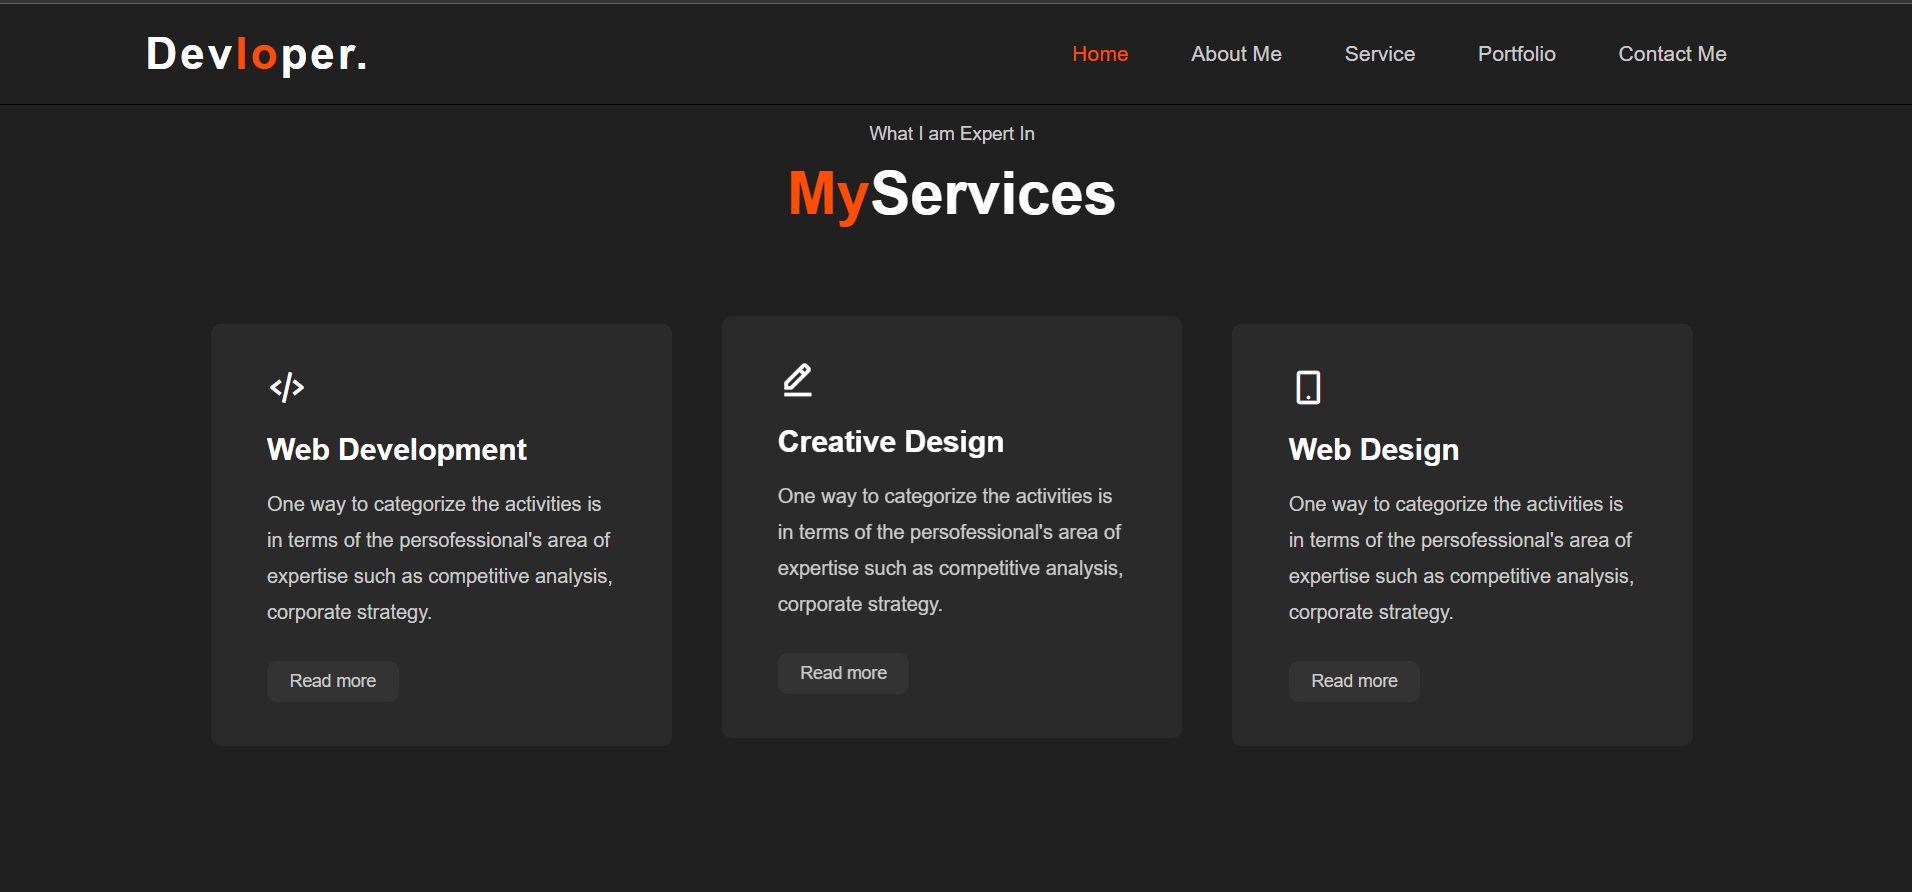 Devloper.
Home
About Me
Service
Portfolio
Contact Me
What I am Expert In
MyServices
Web Development
One way to categorize the activities is
in terms of the persofessional's area of
expertise such as competitive analysis,
corporate strategy.
Read more
Creative Design
One way to categorize the activities is
in terms of the persofessional's area of
expertise such as competitive analysis,
corporate strategy.
Read more
Web Design
One way to categorize the activities is
in terms of the persofessional's area of
expertise such as competitive analysis,
corporate strategy.
Read more